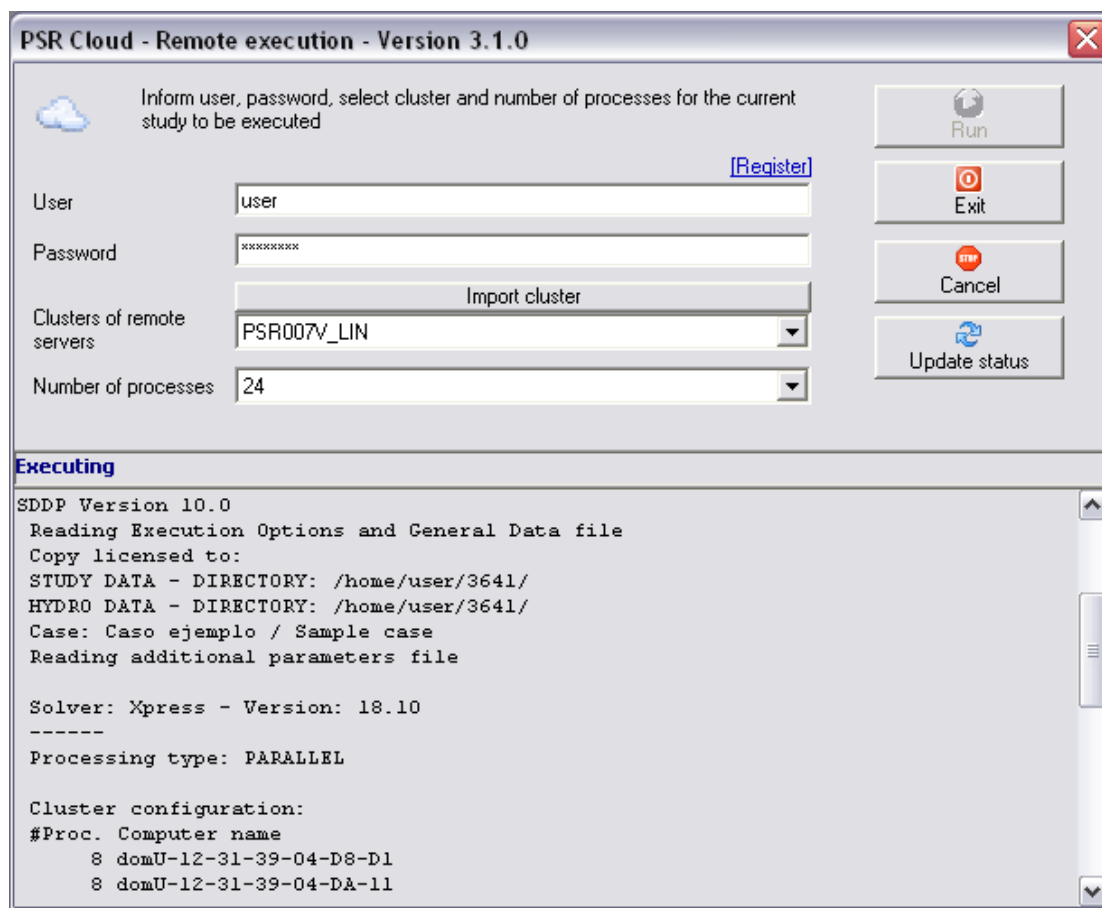 PSR Cloud - Remote execution - Version 3.1.0
Inform user, password, select cluster and number of processes for the current
study to be executed
Run
[Register]
User
user
Exit
Password
********
Import cluster
Cancel
Clusters of remote
servers
PSR007V_LIN
Update status
Number of processes
24
Executing
SDDP Version 10.0
Reading Execution Options and General Data file
Copy licensed to:
STUDY DATA - DIRECTORY: /home/user/3641/
HYDRO DATA - DIRECTORY: /home/user/3641/
Case: Caso ejemplo / Sample case
Reading additional parameters file
Solver: Xpress - Version: 18.10
------
Processing type: PARALLEL
Cluster configuration:
#Proc. Computer name
8 domU-12-31-39-04-D8-D1
8 domU-12-31-39-04-DA-11